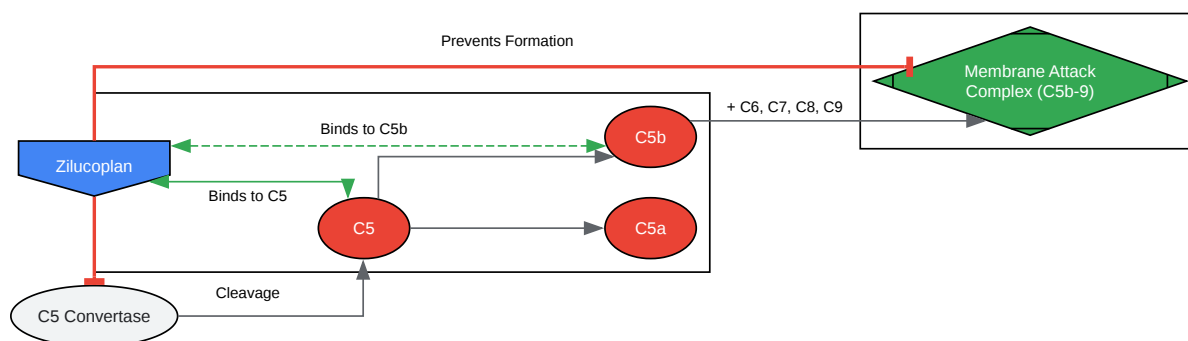 Prevents Formation
Membrane Attack
Complex (C5b-9)
+ C6, C7, C8, C9
Binds to C5b
C5b
Zilucoplan
Binds to C5
C5
C5a
Cleavage
C5 Convertase